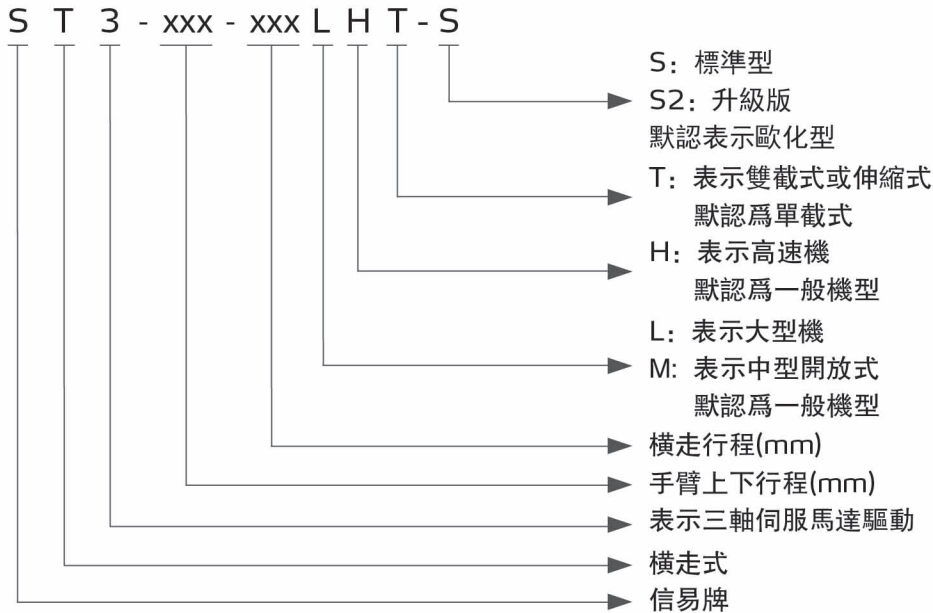 S T 3 - xxx - xxx L H T - S
S：標準型
S2：升級版
默認表示歐化型
T：表示雙截式或伸縮式
默認爲單截式
H：表示高速機
默認爲一般機型
L：表示大型機
M: 表示中型開放式
默認爲一般機型
橫走行程(mm)
手臂上下行程(mm)
表示三軸伺服馬達驅動
橫走式
信易牌